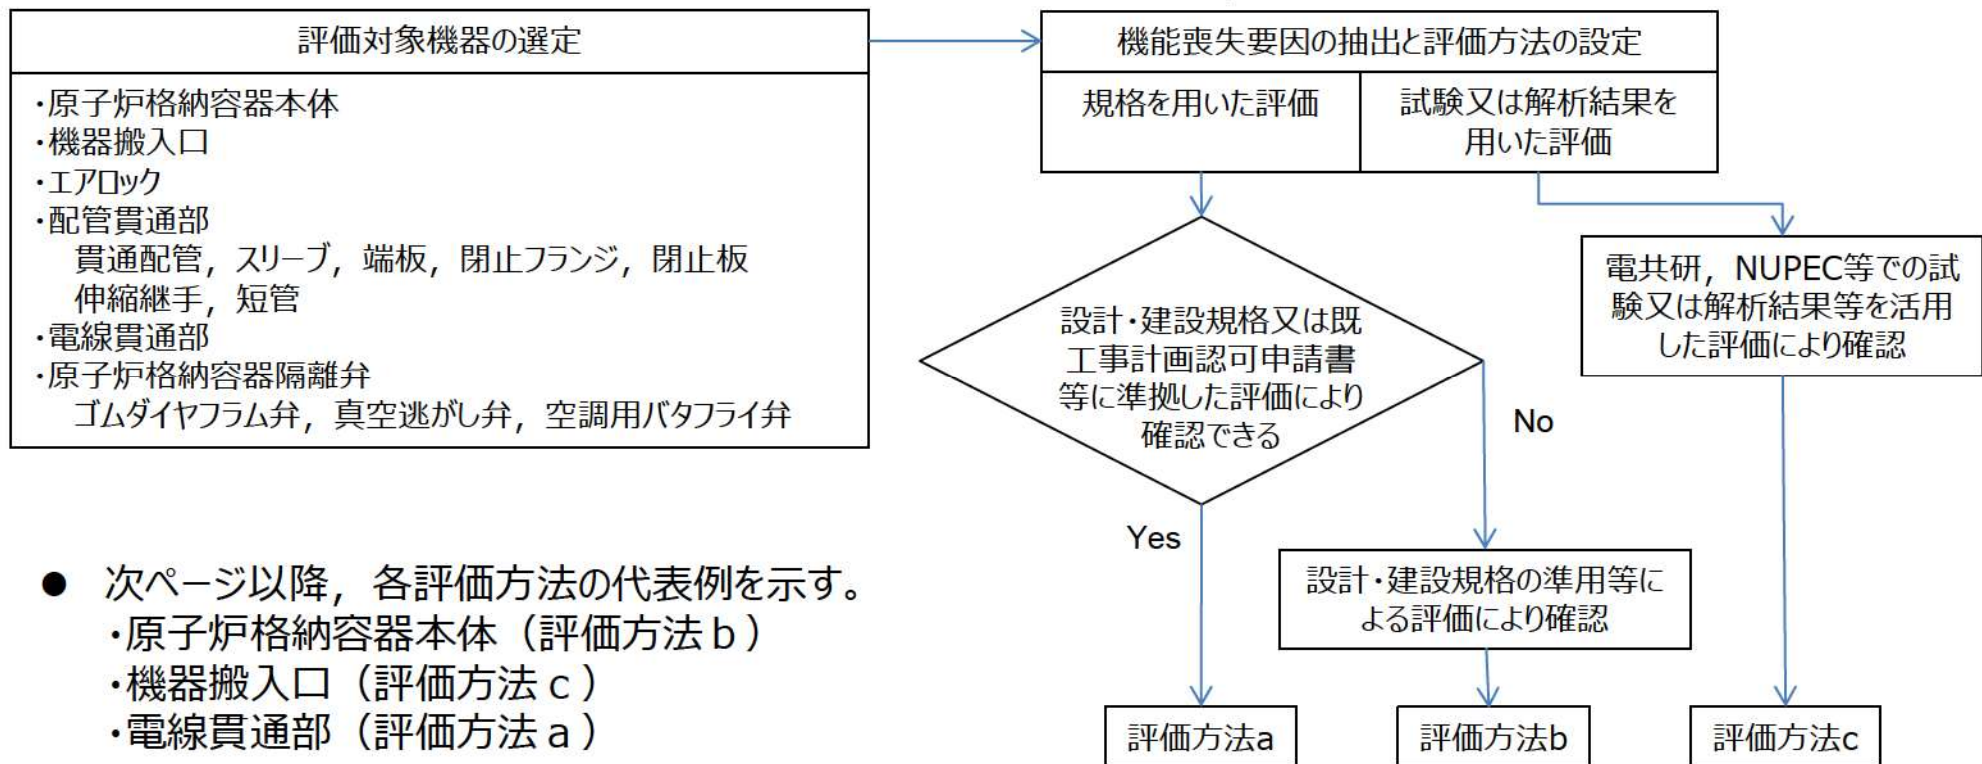 評価対象機器の選定
・原子炉格納容器本体
・機器搬入口
・エアロック
・配管貫通部
貫通配管，スリーブ，端板，閉止フランジ，閉止板
伸縮継手，短管
・電線貫通部
・原子炉格納容器隔離弁
ゴムダイヤフラム弁，真空逃がし弁，空調用バタフライ弁
機能喪失要因の抽出と評価方法の設定
規格を用いた評価
試験又は解析結果を
用いた評価
設計・建設規格又は既
工事計画認可申請書
等に準拠した評価により
確認できる
電共研，NUPEC等での試
験又は解析結果等を活用
した評価により確認
No
Yes
設計・建設規格の準用等に
よる評価により確認
評価方法a
評価方法b
評価方法c
● 次ページ以降，各評価方法の代表例を示す。
・原子炉格納容器本体（評価方法ｂ）
・機器搬入口（評価方法ｃ）
・電線貫通部（評価方法ａ）